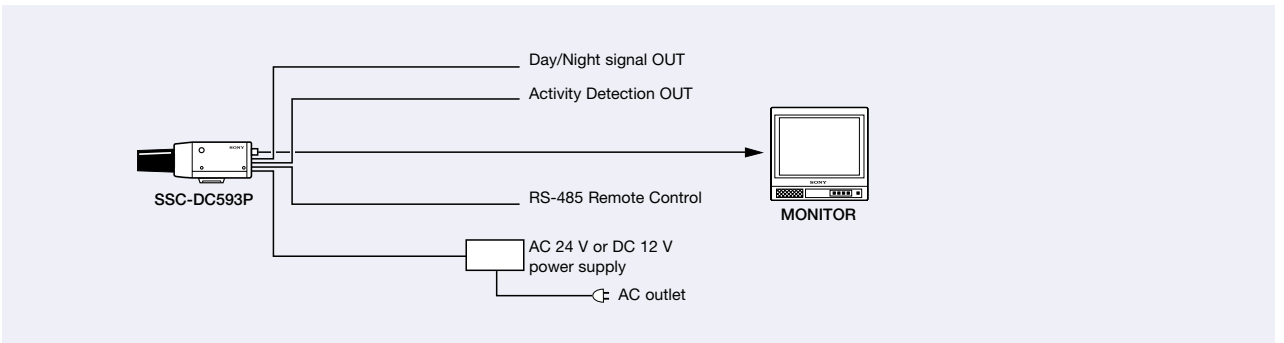 Day/Night signal OUT
Activity Detection OUT
SONY
SSC-DC593P
RS-485 Remote Control
SONY
MONITOR
AC 24 V or DC 12 V
power supply
AC outlet